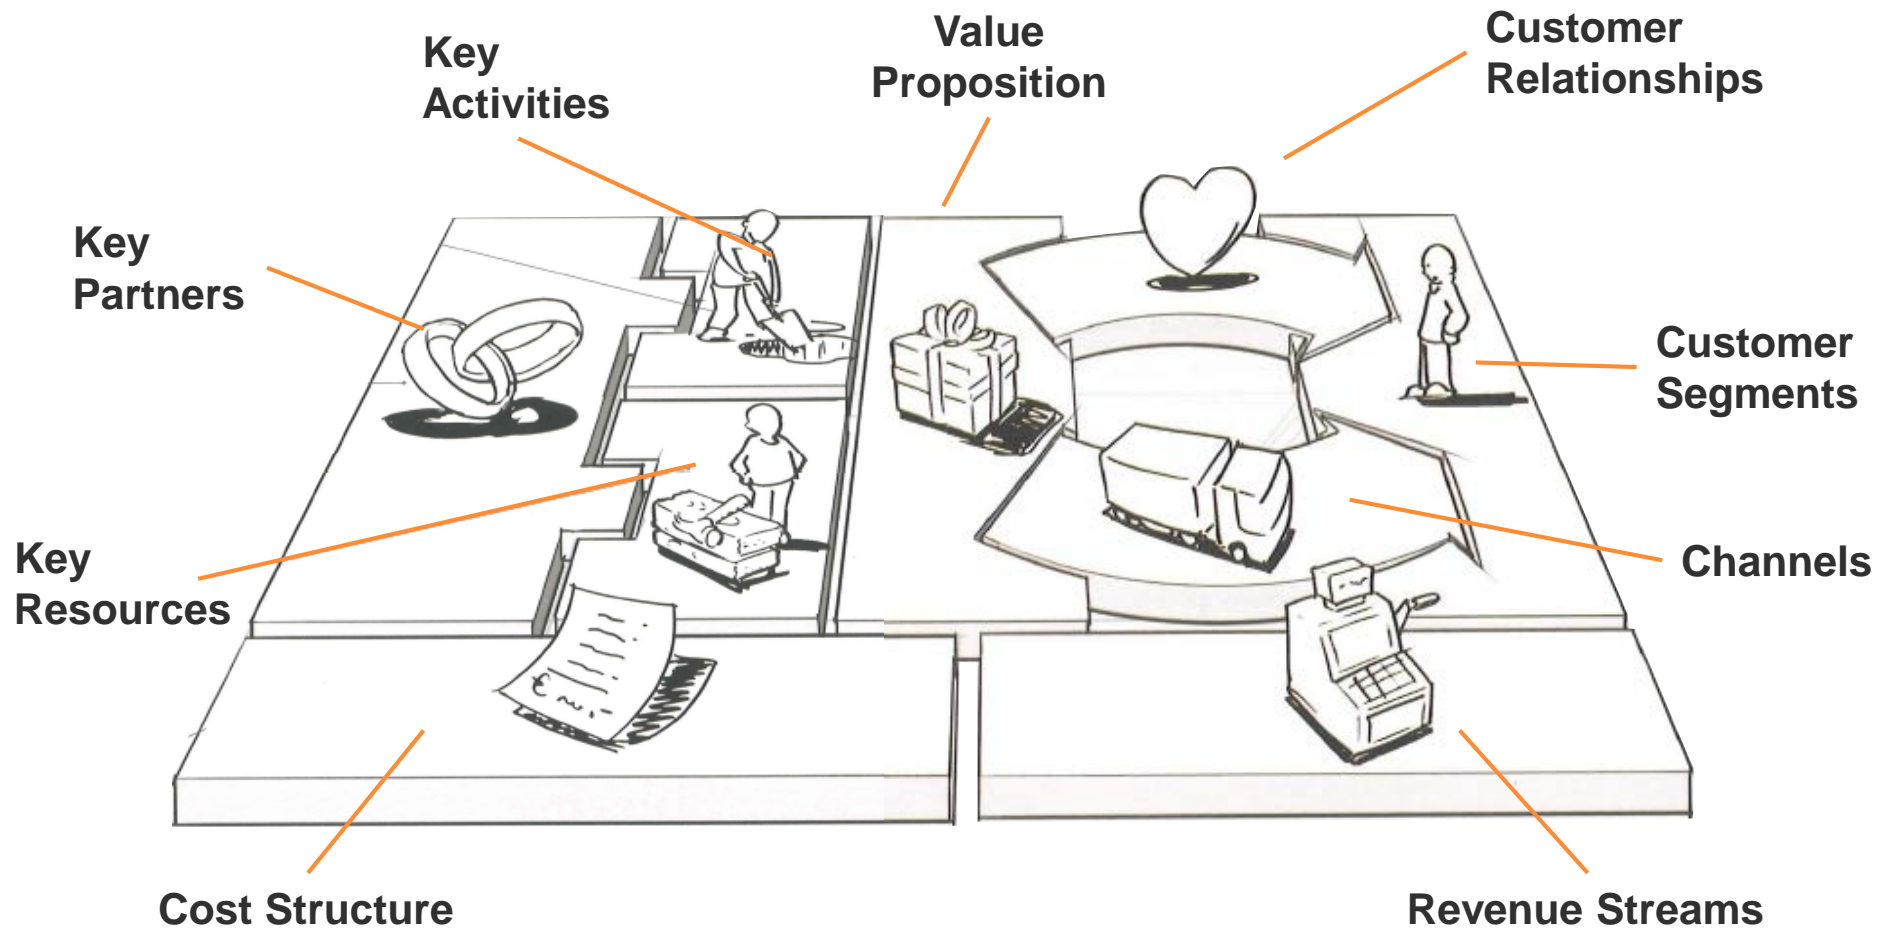 Key
Activities
Value
Proposition
Customer
Relationships
Key
Partners
Customer
Segments
Key
Resources
Channels
€
Cost Structure
Revenue Streams